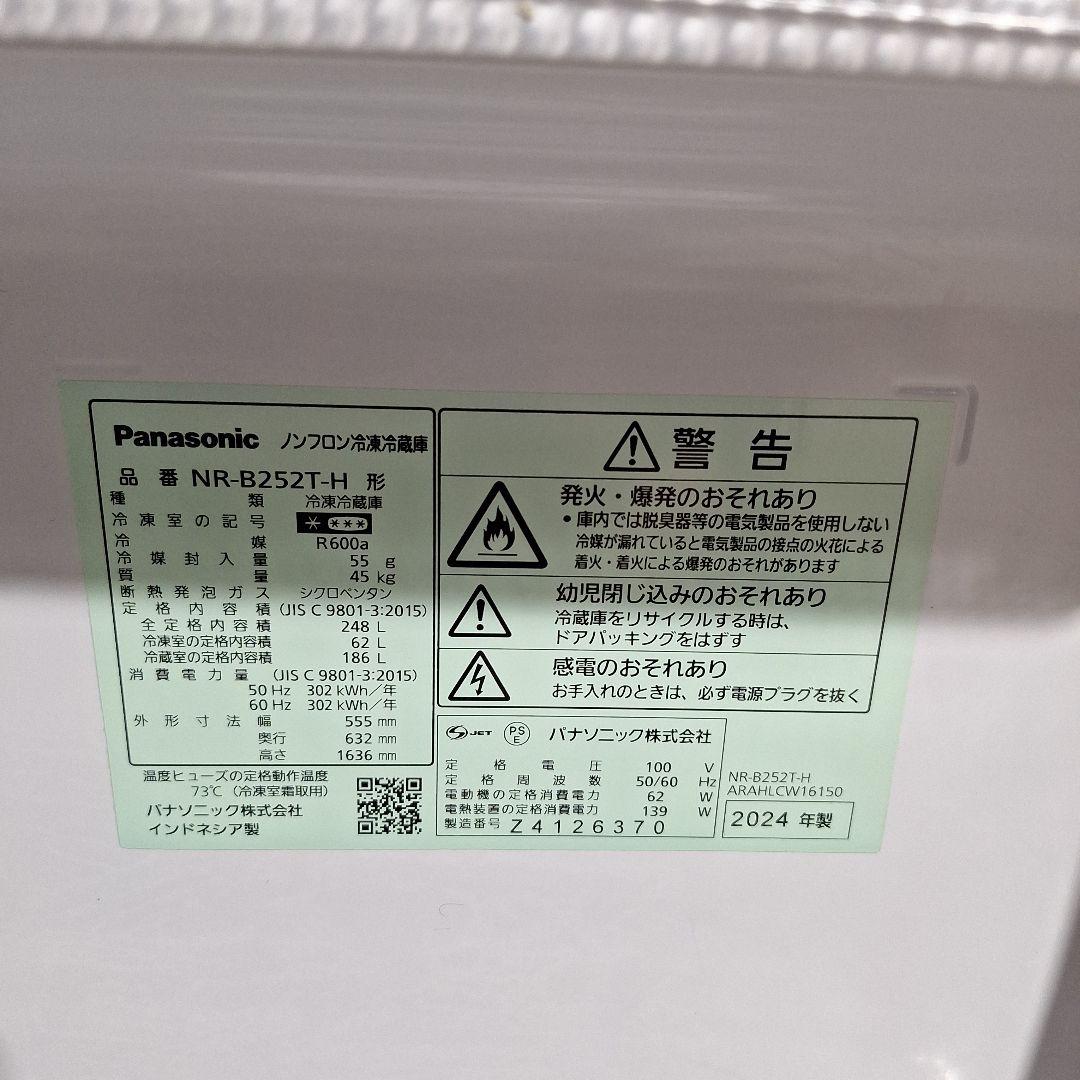 Panasonic ノンフロン冷凍冷蔵庫
品番 NR-B252T-H 形
種類 冷凍冷蔵庫
冷凍室の記号
冷媒 R600a
冷媒封入量 55 g
質量 45 kg
断熱発泡ガス シクロペンタン
定格内容積 (JIS C 9801-3:2015)
全定格内容積 248 L
冷凍室の定格内容積 62 L
冷蔵室の定格内容積 186 L
消費電力量 (JIS C 9801-3:2015)
50 Hz 302 kWh/年
60 Hz 302 kWh/年
外形寸法 幅 555 mm
奥行 632 mm
高さ 1636 mm
温度ヒューズの定格動作温度
73℃ (冷凍室霜取用)
パナソニック株式会社
インドネシア製
警告
発火・爆発のおそれあり
• 庫内では脱臭器等の電気製品を使用しない
冷媒が漏れていると電気製品の接点の火花による
着火・着火による爆発のおそれがあります
幼児閉じ込みのおそれあり
冷蔵庫をリサイクルする時は、
ドアパッキングをはずす
感電のおそれあり
お手入れのときは、必ず電源プラグを抜く
JET PS E パナソニック株式会社
定格電圧 100 V
定格周波数 50/60 Hz
電動機の定格消費電力 62 W
電熱装置の定格消費電力 139 W
製造番号 Z4126370
NR-B252T-H
ARAHLCW16150
2024 年製